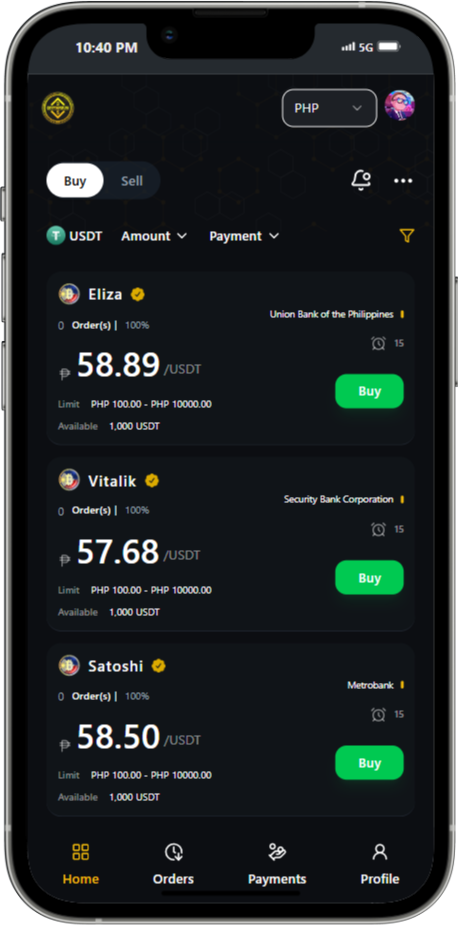 10:40 PM 5G
PHP
Buy Sell
USDT Amount Payment
Eliza
Union Bank of the Philippines
0 Order(s) | 100%
15
₱ 58.89 /USDT
Buy
Limit PHP 100.00 - PHP 10000.00
Available 1,000 USDT
Vitalik
Security Bank Corporation
0 Order(s) | 100%
15
₱ 57.68 /USDT
Buy
Limit PHP 100.00 - PHP 10000.00
Available 1,000 USDT
Satoshi
Metrobank
0 Order(s) | 100%
15
₱ 58.50 /USDT
Buy
Limit PHP 100.00 - PHP 10000.00
Available 1,000 USDT
Home Orders Payments Profile